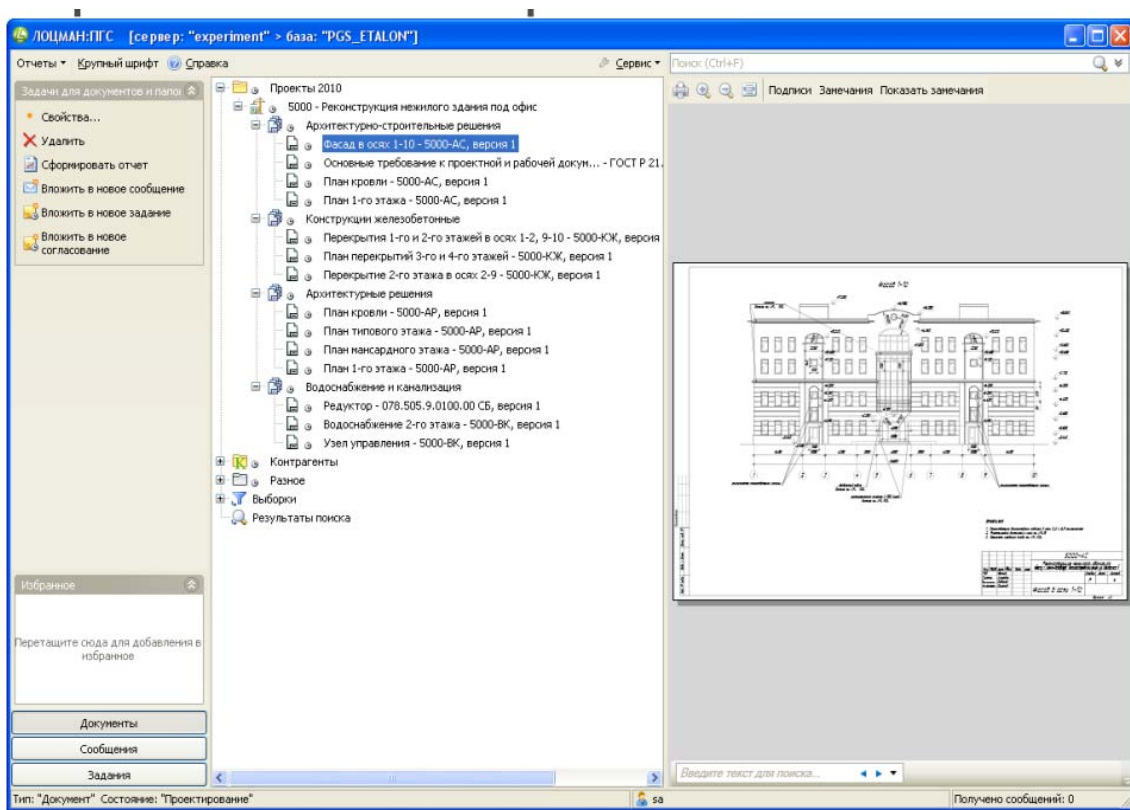 ЛОЦМАН:ПГС [сервер: "experiment" > база: "PGS_ETALON"]
Отчеты Крупный шрифт Справка Сервис Поиск (Ctrl+F)
Задачи для документов и папок
Свойства...
Удалить
Сформировать отчет
Вложить в новое сообщение
Вложить в новое задание
Вложить в новое
согласование
Избранное
Перетащите сюда для добавления в
избранное
Документы
Сообщения
Задания
Проекты 2010
5000 - Реконструкция нежилого здания под офис
Архитектурно-строительные решения
Фасад в осях 1-10 - 5000-АС, версия 1
Основные требование к проектной и рабочей докум... - ГОСТ Р 21.
План кровли - 5000-АС, версия 1
План 1-го этажа - 5000-АС, версия 1
Конструкции железобетонные
Перекрытия 1-го и 2-го этажей в осях 1-2, 9-10 - 5000-КЖ, версия
План перекрытий 3-го и 4-го этажей - 5000-КЖ, версия 1
Перекрытие 2-го этажа в осях 2-9 - 5000-КЖ, версия 1
Архитектурные решения
План кровли - 5000-АР, версия 1
План типового этажа - 5000-АР, версия 1
План мансардного этажа - 5000-АР, версия 1
План 1-го этажа - 5000-АР, версия 1
Водоснабжение и канализация
Редуктор - 078.505.9.0100.00 СБ, версия 1
Водоснабжение 2-го этажа - 5000-ВК, версия 1
Узел управления - 5000-ВК, версия 1
Контрагенты
Разное
Выборки
Результаты поиска
Подписи Замечания Показать замечания
Фасад 1-10
5000-АС
Введите текст для поиска...
Тип: "Документ" Состояние: "Проектирование" sa Получено сообщений: 0